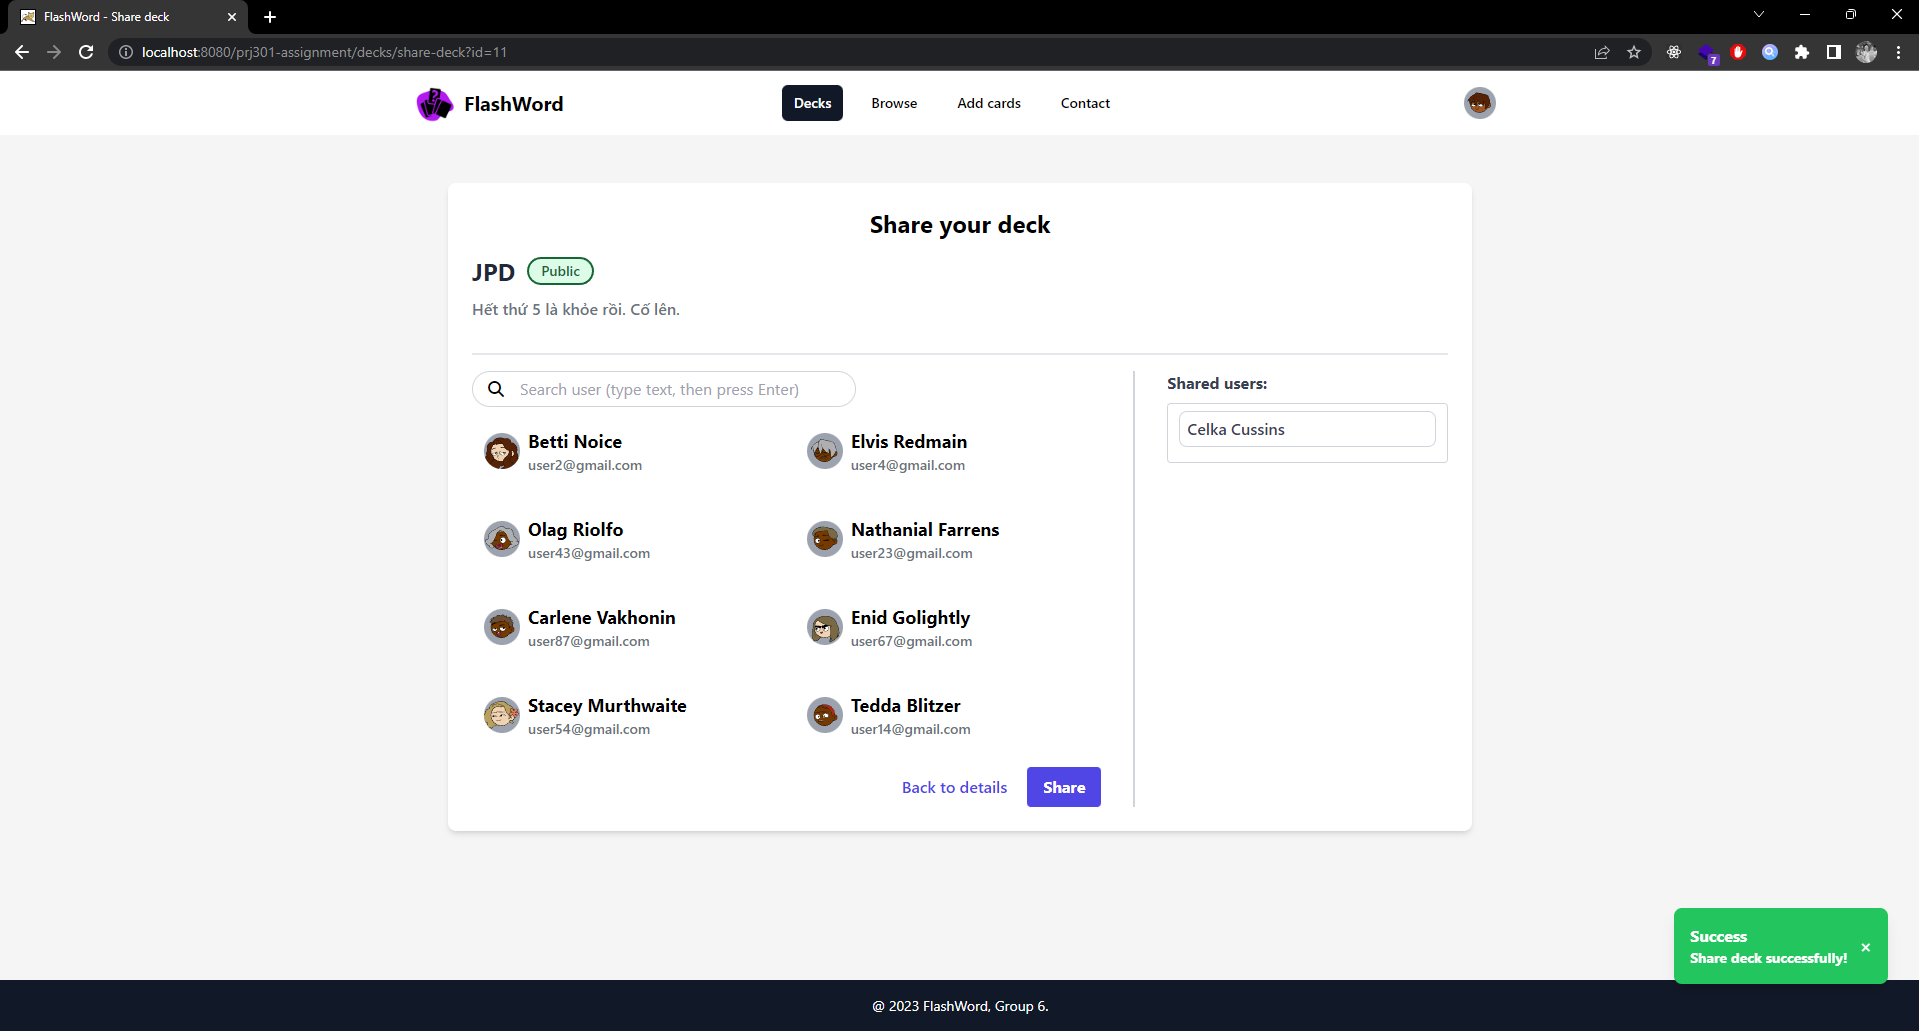 FlashWord - Share deck
localhost:8080/prj301-assignment/decks/share-deck?id=11
7
FlashWord
Decks
Browse
Add cards
Contact
Share your deck
JPD
Public
Hết thứ 5 là khỏe rồi. Cố lên.
Search user (type text, then press Enter)
Betti Noice
user2@gmail.com
Elvis Redmain
user4@gmail.com
Olag Riolfo
user43@gmail.com
Nathanial Farrens
user23@gmail.com
Carlene Vakhonin
user87@gmail.com
Enid Golightly
user67@gmail.com
Stacey Murthwaite
user54@gmail.com
Tedda Blitzer
user14@gmail.com
Back to details
Share
Shared users:
Celka Cussins
Success
Share deck successfully!
@ 2023 FlashWord, Group 6.